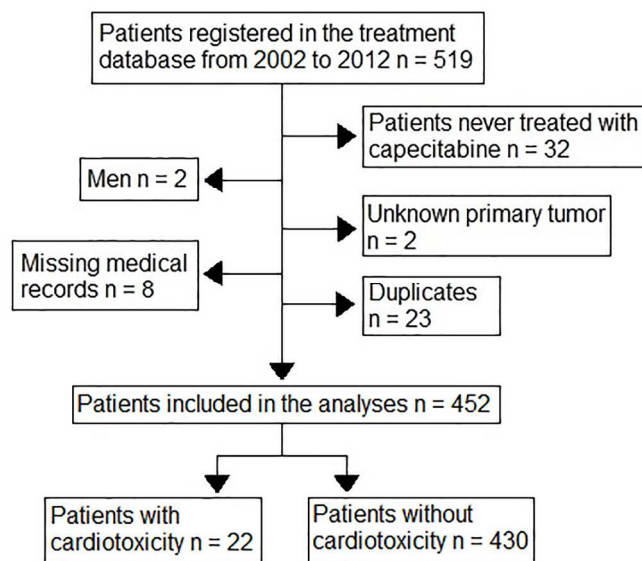 Patients registered in the treatment
database from 2002 to 2012 n = 519
Patients never treated with
capecitabine n = 32
Men n = 2
Unknown primary tumor
n = 2
Missing medical
records n = 8
Duplicates
n = 23
Patients included in the analyses n = 452
Patients with
cardiotoxicity n = 22
Patients without
cardiotoxicity n = 430